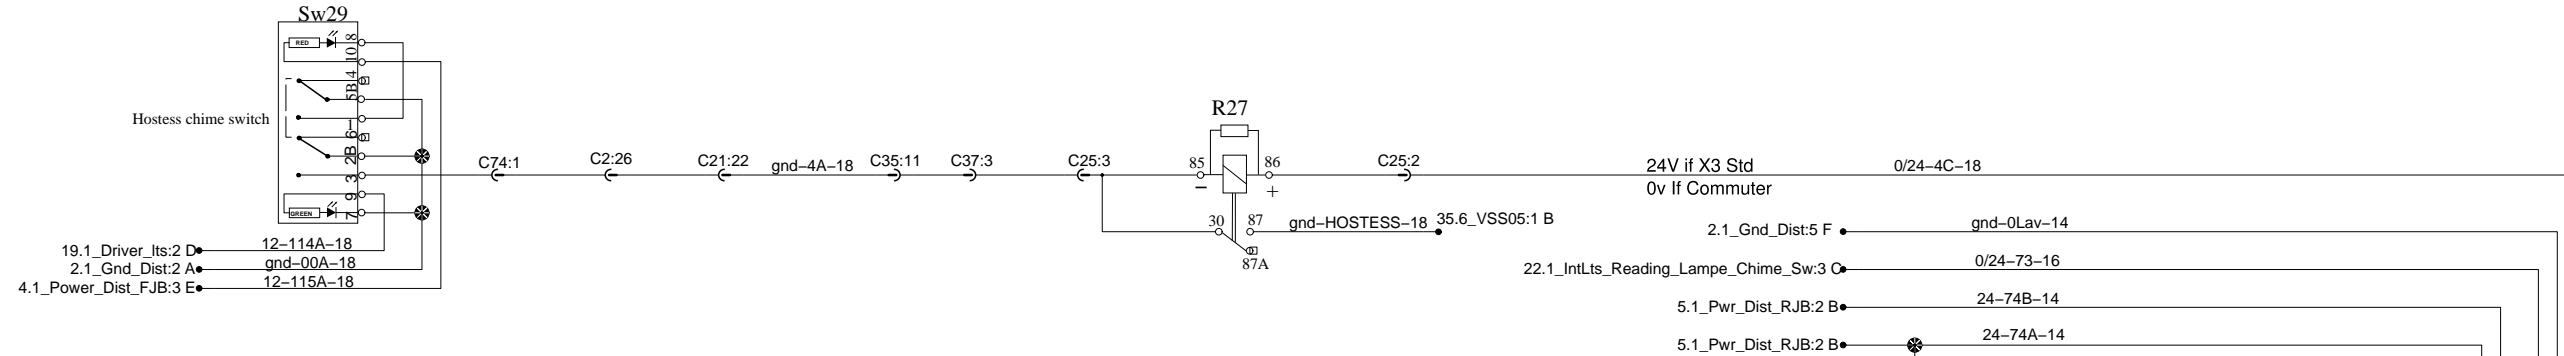 Sw29
RED
8
10
4
5B
Hostess chime switch
1
6
2B
3
9
GREEN
7
C74:1
C2:26
C21:22
gnd–4A–18
C35:11
C37:3
C25:3
R27
85
86
–
+
C25:2
24V if X3 Std
0v If Commuter
0/24–4C–18
30
87
87A
gnd–HOSTESS–18
35.6_VSS05:1 B
19.1_Driver_lts:2 D
12–114A–18
2.1_Gnd_Dist:2 A
gnd–00A–18
4.1_Power_Dist_FJB:3 E
12–115A–18
2.1_Gnd_Dist:5 F
gnd–0Lav–14
22.1_IntLts_Reading_Lampe_Chime_Sw:3 C
0/24–73–16
5.1_Pwr_Dist_RJB:2 B
24–74B–14
5.1_Pwr_Dist_RJB:2 B
24–74A–14